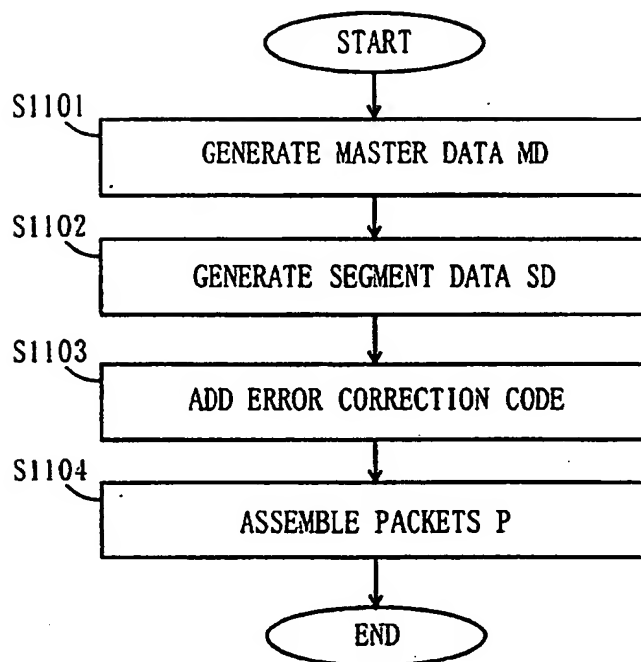 START
S1101
GENERATE MASTER DATA MD
S1102
GENERATE SEGMENT DATA SD
S1103
ADD ERROR CORRECTION CODE
S1104
ASSEMBLE PACKETS P
END